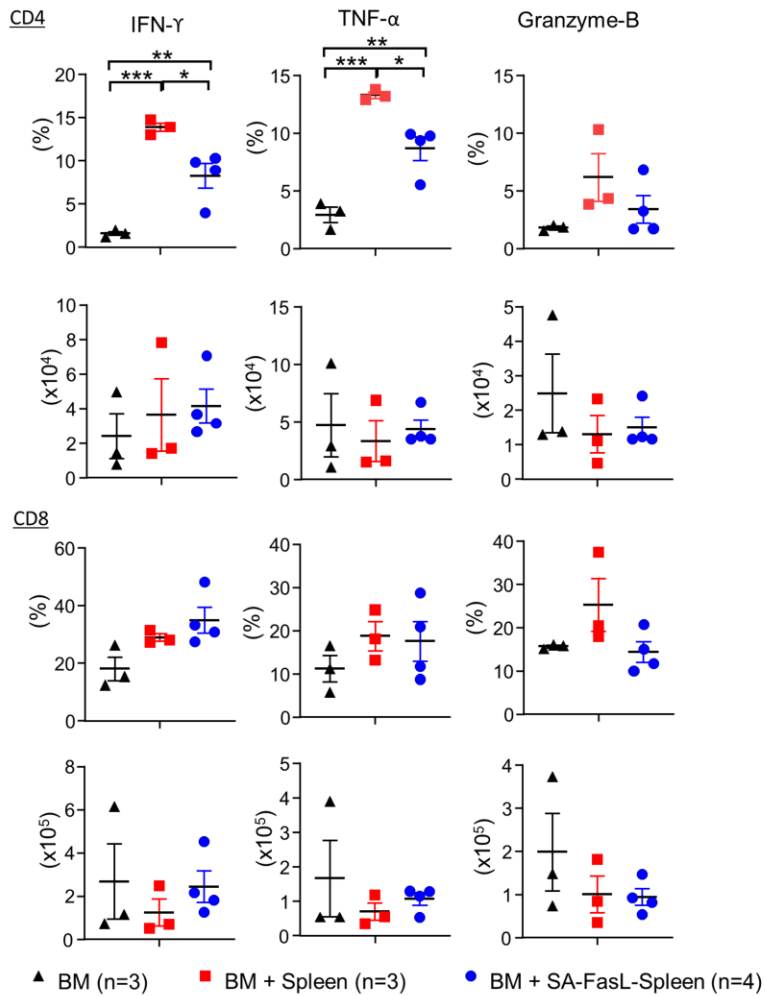 CD4
IFN-ϒ TNF-α Granzyme-B
** **
*** * *** *
20 15 15
15 10 10
10 5 5
5 0 0
0
(%) (%) (%)
10 15 5
8 10 4
6 5 3
4 0 2
2 1
0 0
(x10⁴) (x10⁴) (x10⁴)
CD8
60 40 40
40 30 30
20 20 20
0 10 10
0 0
(%) (%) (%)
8 5 4
6 4 3
4 3 2
2 2 1
0 1 0
0
(x10⁵) (x10⁵) (x10⁵)
BM (n=3) BM + Spleen (n=3) BM + SA-FasL-Spleen (n=4)